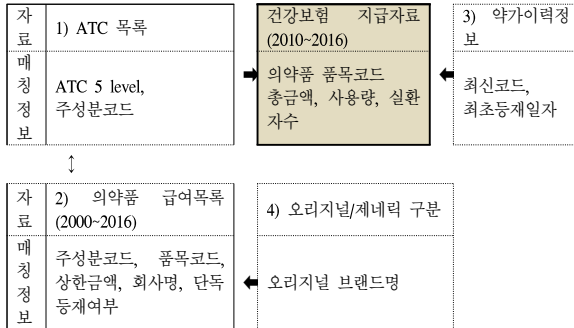 자료
1) ATC 목록
매칭정보
ATC 5 level,
주성분코드
건강보험 지급자료
(2010~2016)
의약품 품목코드
총금액, 사용량, 실환
자수
3) 약가이력정
보
최신코드,
최초등재일자
자료
2) 의약품 급여목록
(2000~2016)
매칭정보
주성분코드, 품목코드,
상한금액, 회사명, 단독
등재여부
4) 오리지널/제네릭 구분
오리지널 브랜드명